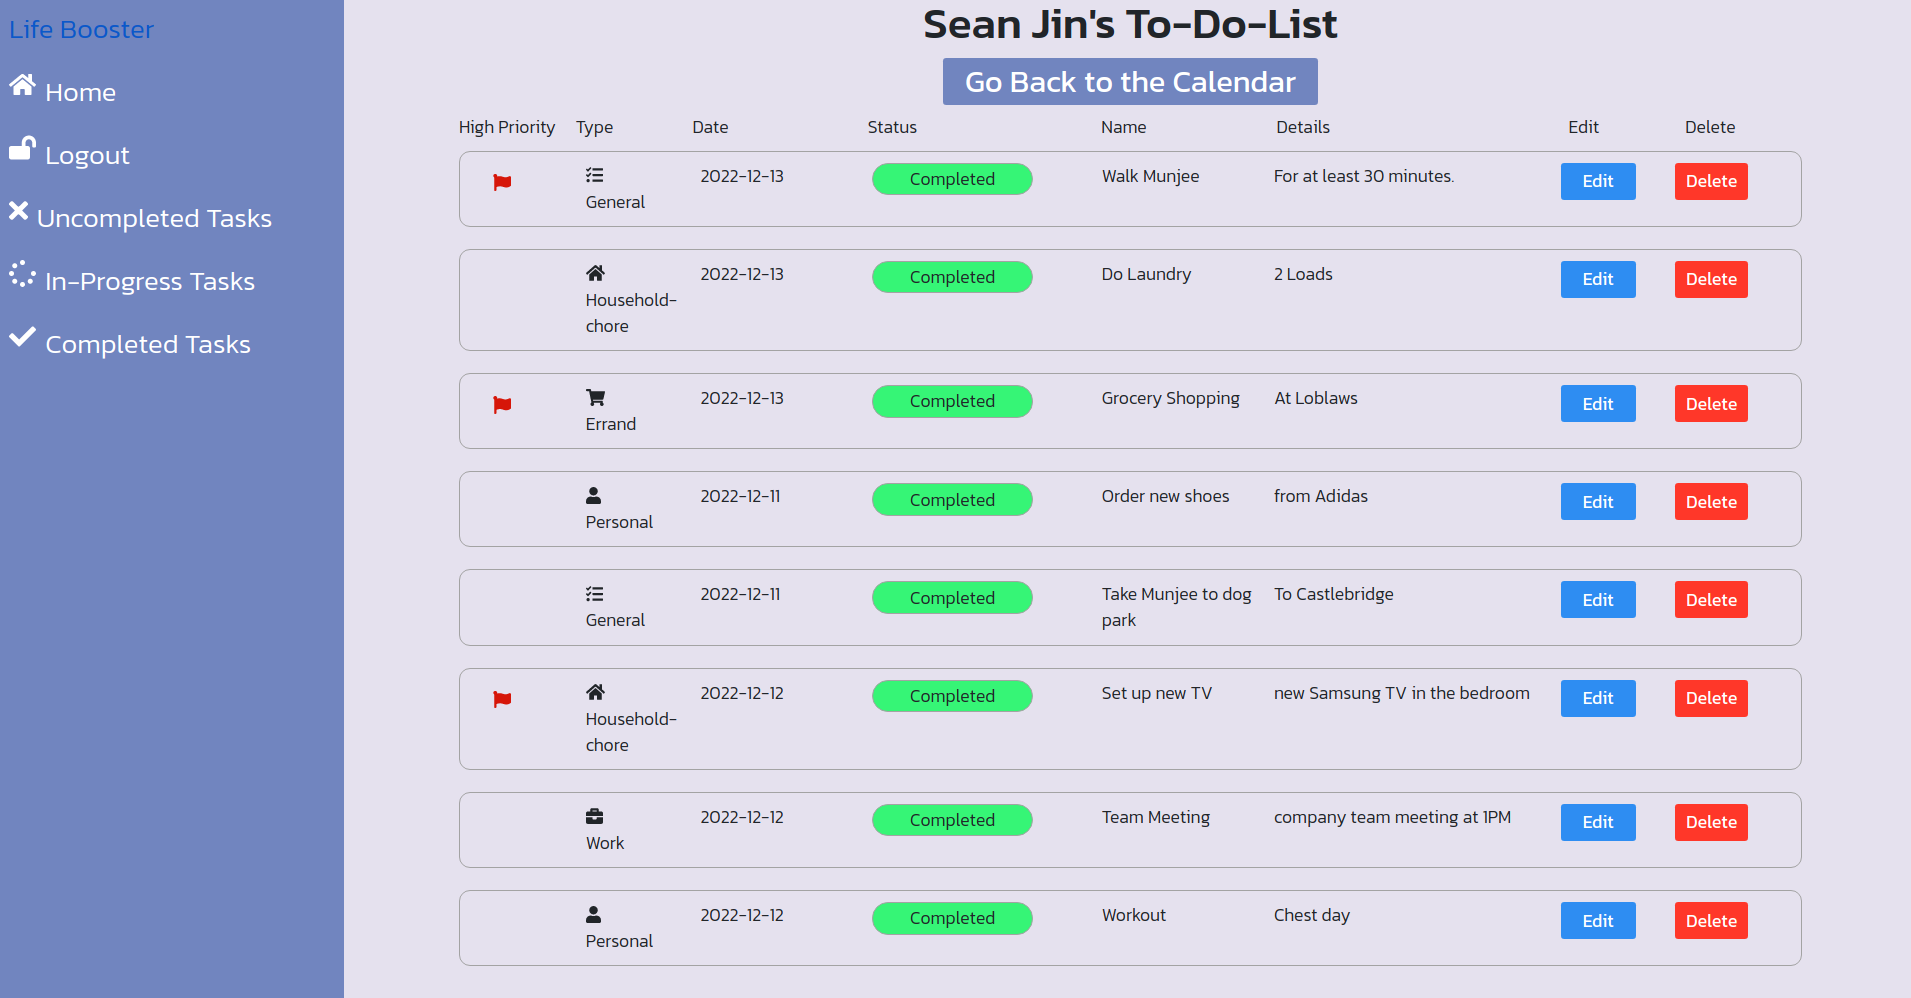 Life Booster
Home
Logout
Uncompleted Tasks
In-Progress Tasks
Completed Tasks
Sean Jin's To-Do-List
Go Back to the Calendar
High Priority Type Date Status Name Details Edit Delete
2022-12-13 Completed Walk Munjee For at least 30 minutes. Edit Delete
General
2022-12-13 Completed Do Laundry 2 Loads Edit Delete
Household-
chore
2022-12-13 Completed Grocery Shopping At Loblaws Edit Delete
Errand
2022-12-11 Completed Order new shoes from Adidas Edit Delete
Personal
2022-12-11 Completed Take Munjee to dog To Castlebridge Edit Delete
General park
2022-12-12 Completed Set up new TV new Samsung TV in the bedroom Edit Delete
Household-
chore
2022-12-12 Completed Team Meeting company team meeting at 1PM Edit Delete
Work
2022-12-12 Completed Workout Chest day Edit Delete
Personal